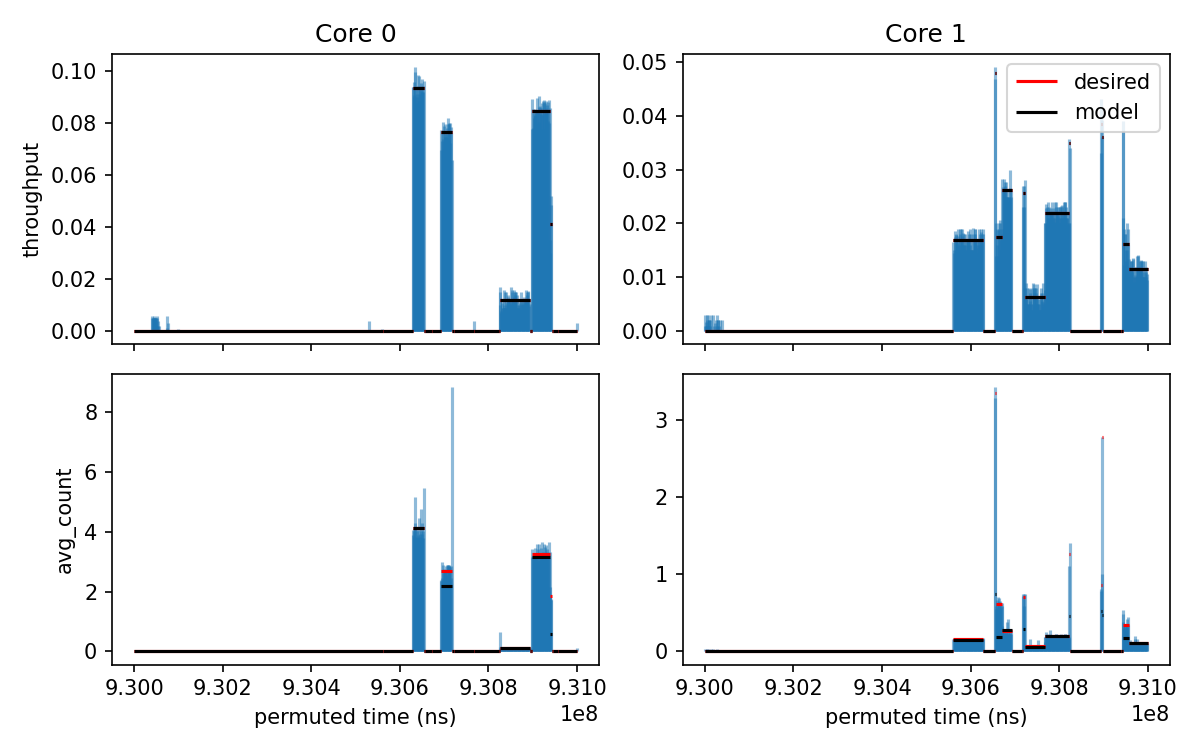 Core 0
Core 1
throughput
0.10
0.08
0.06
0.04
0.02
0.00
0.05
0.04
0.03
0.02
0.01
0.00
desired
model
avg_count
8
6
4
2
0
3
2
1
0
9.300 9.302 9.304 9.306 9.308 9.310
1e8
permuted time (ns)
9.300 9.302 9.304 9.306 9.308 9.310
1e8
permuted time (ns)